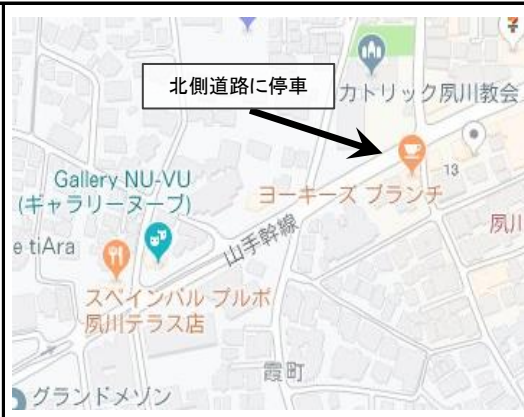 北側道路に停車
カトリック夙川教会
13
ヨーキーズ ブランチ
Gallery NU-VU
(ギャラリーヌーブ)
夙川
e tiAra
山手幹線
スペインバル プルポ
夙川テラス店
霞町
グランドメゾン